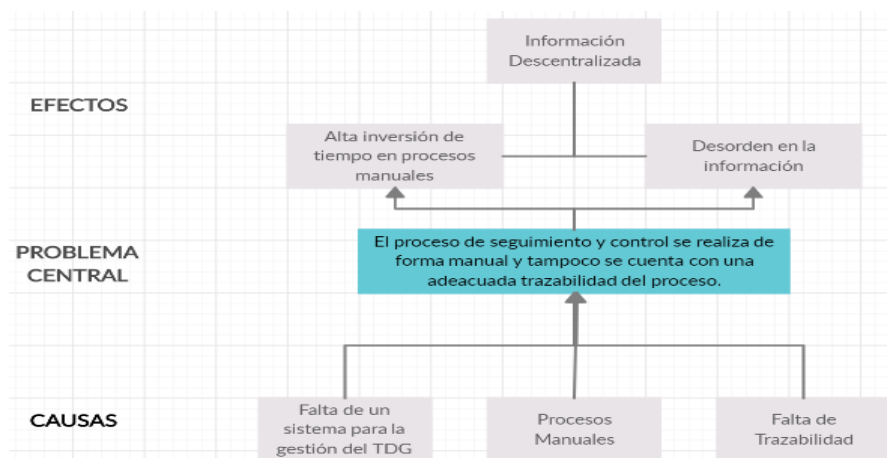 Información
Descentralizada
EFECTOS
Alta inversión de
tiempo en procesos
manuales
Desorden en la
información
PROBLEMA
CENTRAL
El proceso de seguimiento y control se realiza de
forma manual y tampoco se cuenta con una
adeacuada trazabilidad del proceso.
CAUSAS
Falta de un
sistema para la
gestión del TDG
Procesos
Manuales
Falta de
Trazabilidad